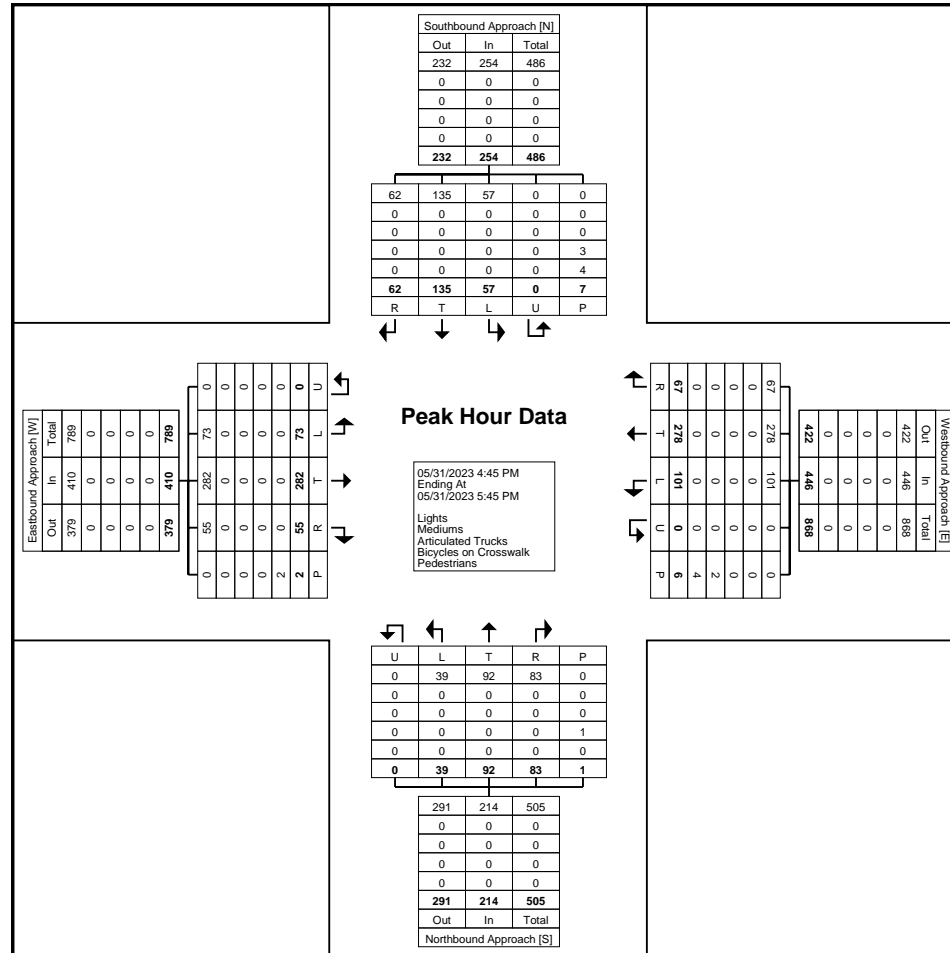 Southbound Approach [N]
Out In Total
232 254 486
0 0 0
0 0 0
0 0 0
0 0 0
232 254 486
62 135 57 0 0
0 0 0 0 0
0 0 0 0 0
0 0 0 0 3
0 0 0 0 4
62 135 57 0 7
R T L U P
Eastbound Approach [W]
Total In Out
789 410 379
0 0 0
0 0 0
0 0 0
0 0 0
789 410 379
0 73 282 55 0
0 0 0 0 0
0 0 0 0 0
0 0 0 0 0
0 0 0 0 2
0 73 282 55 2
U L T R P
Peak Hour Data
05/31/2023 4:45 PM
Ending At
05/31/2023 5:45 PM
Lights
Mediums
Articulated Trucks
Bicycles on Crosswalk
Pedestrians
R T L U P
67 278 101 0 6
0 0 0 0 4
0 0 0 0 2
0 0 0 0 0
0 0 0 0 0
67 278 101 0 0
422 446 868
0 0 0
0 0 0
0 0 0
0 0 0
422 446 868
Out In Total
Westbound Approach [E]
U L T R P
0 39 92 83 0
0 0 0 0 0
0 0 0 0 0
0 0 0 0 1
0 0 0 0 0
0 39 92 83 1
291 214 505
0 0 0
0 0 0
0 0 0
0 0 0
291 214 505
Out In Total
Northbound Approach [S]